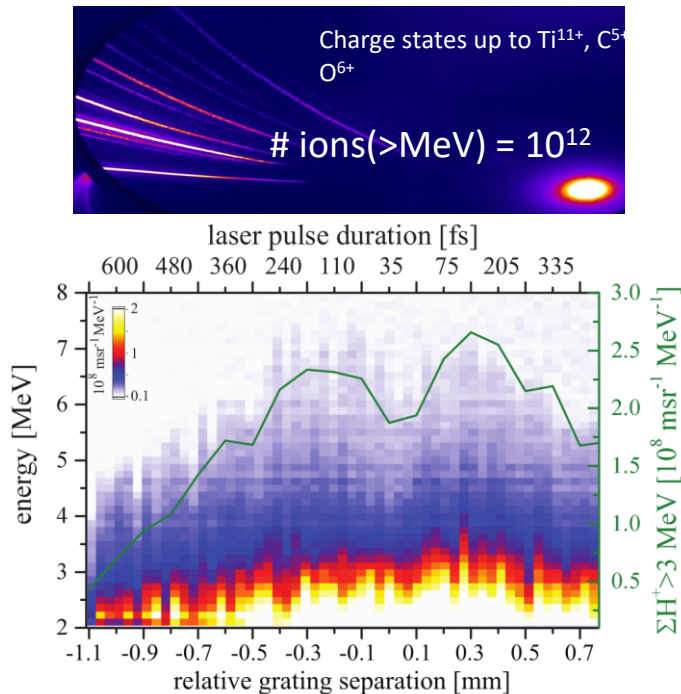 Charge states up to Ti¹¹⁺, C⁵⁺
O⁶⁺
# ions(>MeV) = 10¹²
laser pulse duration [fs]
600 480 360 240 110 35 75 205 335
8
7
6
5
4
3
2
energy [MeV]
2
1
0.1
10⁸ msr⁻¹ MeV⁻¹
3.0
2.5
2.0
1.5
1.0
0.5
ΣH⁺>3 MeV [10⁸ msr⁻¹ MeV⁻¹]
-1.1 -0.9 -0.7 -0.5 -0.3 -0.1 0.1 0.3 0.5 0.7
relative grating separation [mm]